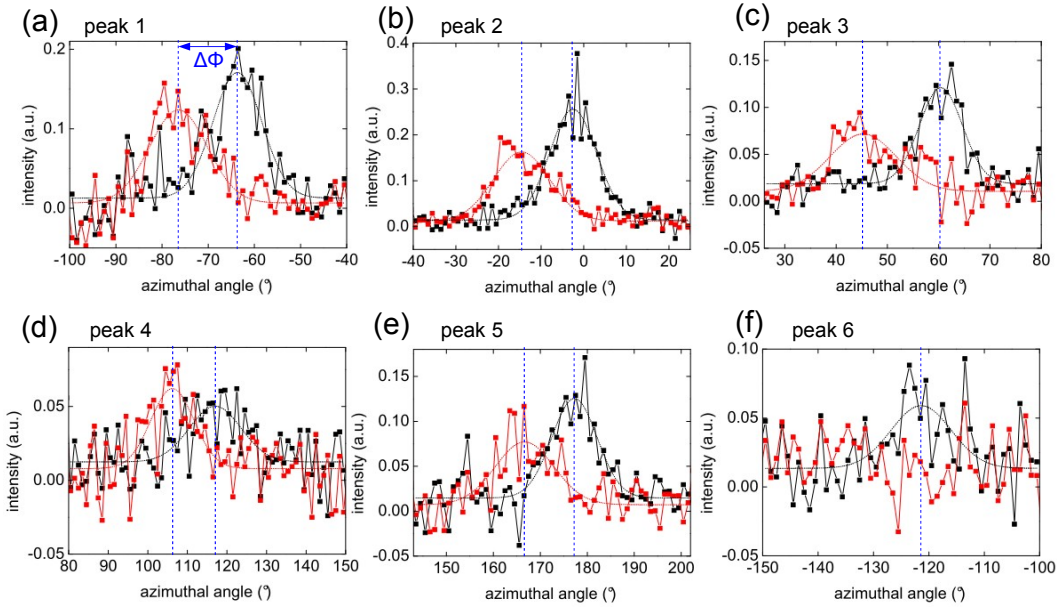 (a) peak 1
0.2
0.1
0.0
intensity (a.u.)
ΔΦ
-100 -90 -80 -70 -60 -50 -40
azimuthal angle (°)
(b) peak 2
0.4
0.3
0.2
0.1
0.0
intensity (a.u.)
-40 -30 -20 -10 0 10 20
azimuthal angle (°)
(c) peak 3
0.15
0.10
0.05
0.00
-0.05
intensity (a.u.)
30 40 50 60 70 80
azimuthal angle (°)
(d) peak 4
0.05
0.00
-0.05
intensity (a.u.)
80 90 100 110 120 130 140 150
azimuthal angle (°)
(e) peak 5
0.20
0.15
0.10
0.05
0.00
-0.05
intensity (a.u.)
150 160 170 180 190 200
azimuthal angle (°)
(f) peak 6
0.10
0.05
0.00
-0.05
intensity (a.u.)
-150 -140 -130 -120 -110 -100
azimuthal angle (°)